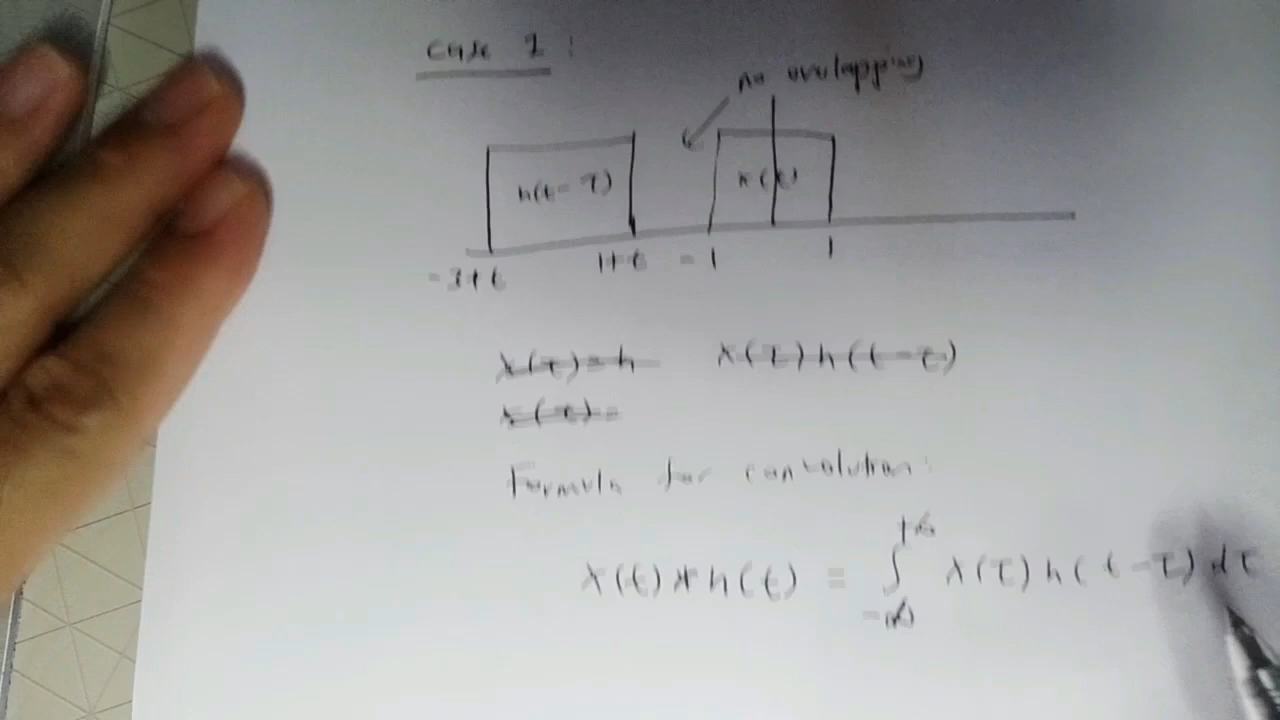 Case 1 :
no overlapping
h(t - τ)
x(t)
-3+t
1+t
-1
1
x(τ) = h
x(τ) h(t-τ)
x(τ) =
Formula for convolution:
x(t) * h(t) = ∫ +∞ -∞ x(τ) h(t-τ) dτ